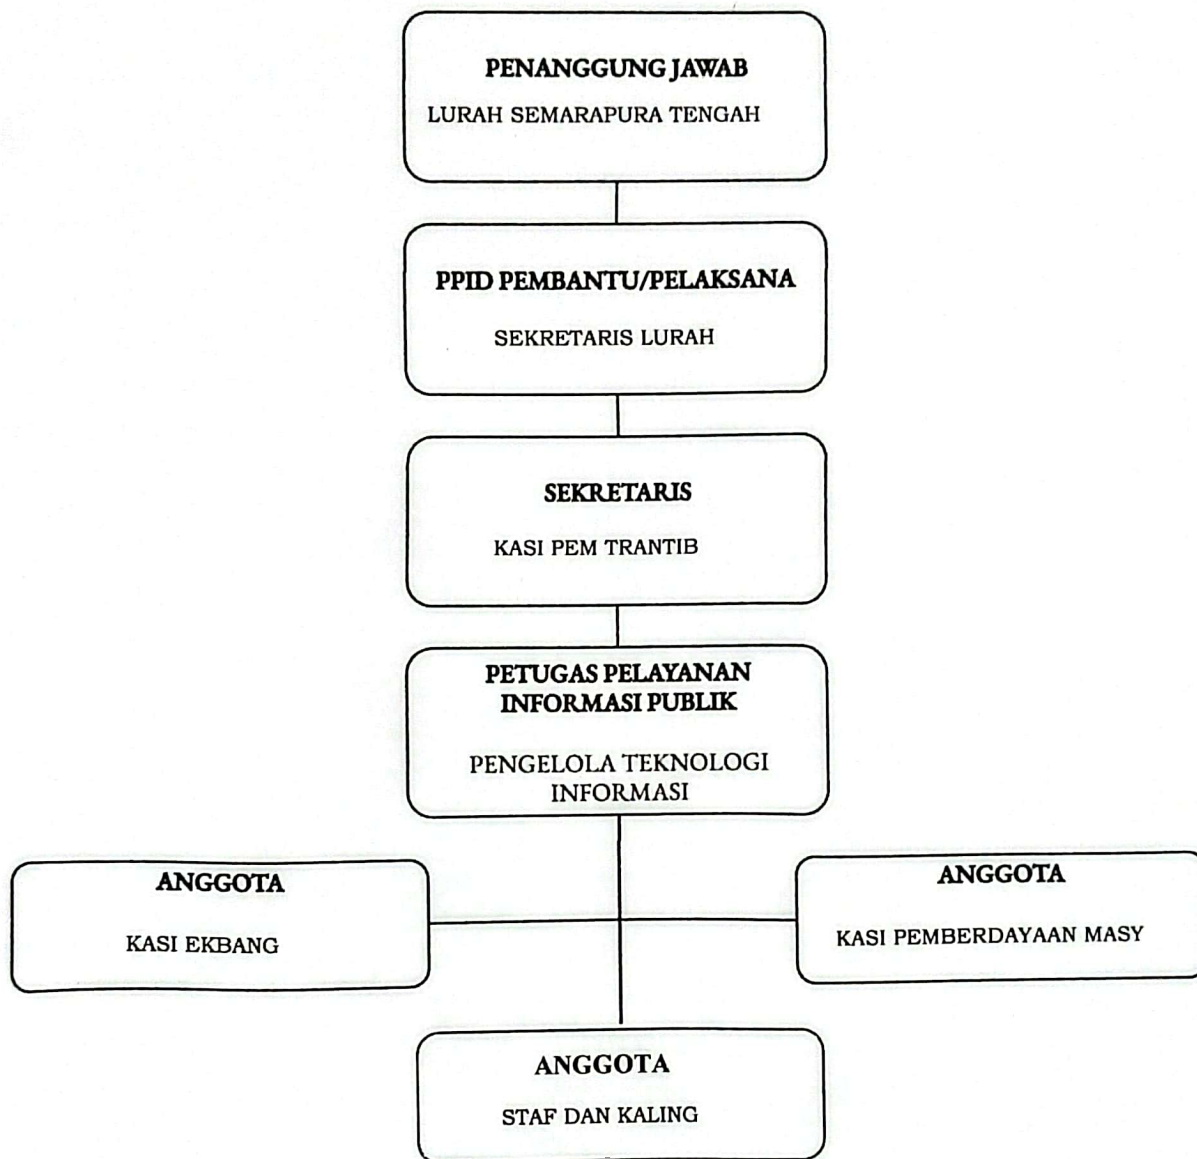 PENANGGUNG JAWAB
LURAH SEMARAPURA TENGAH
PPID PEMBANTU/PELAKSANA
SEKRETARIS LURAH
SEKRETARIS
KASI PEM TRANTIB
PETUGAS PELAYANAN
INFORMASI PUBLIK
PENGELOLA TEKNOLOGI
INFORMASI
ANGGOTA
KASI EKBANG
ANGGOTA
KASI PEMBERDAYAAN MASY
ANGGOTA
STAF DAN KALING